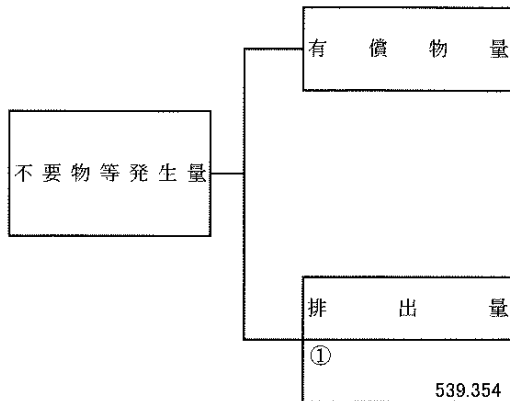 有償物量
不要物等発生量
排出量
①
539.354